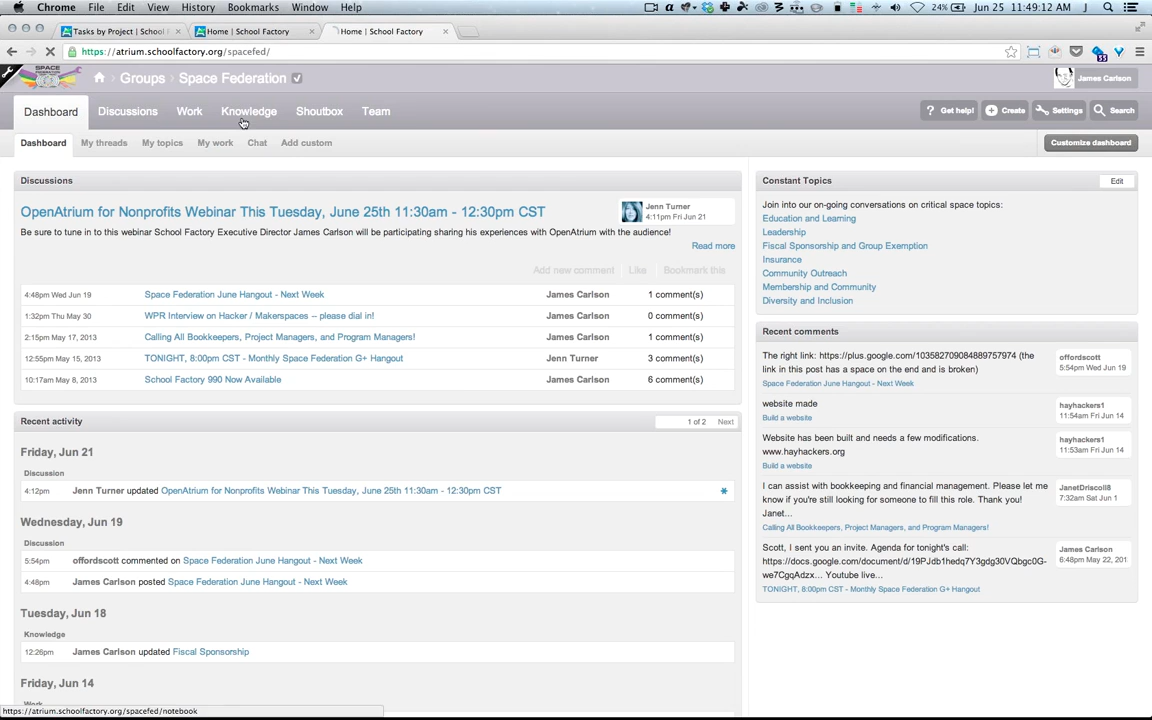 Chrome File Edit View History Bookmarks Window Help
24% Jun 25 11:49:12 AM J
Tasks by Project | School
Home | School Factory
Home | School Factory
https://atrium.schoolfactory.org/spacefed/
Groups Space Federation
James Carlson
Dashboard Discussions Work Knowledge Shoutbox Team
Get help! Create Settings Search
Dashboard My threads My topics My work Chat Add custom
Customize dashboard
Discussions
OpenAtrium for Nonprofits Webinar This Tuesday, June 25th 11:30am - 12:30pm CST
Jenn Turner
4:11pm Fri Jun 21
Be sure to tune in to this webinar School Factory Executive Director James Carlson will be participating sharing his experiences with OpenAtrium with the audience!
Read more
Add new comment Like Bookmark this
4:48pm Wed Jun 19 Space Federation June Hangout - Next Week James Carlson 1 comment(s)
1:32pm Thu May 30 WPR Interview on Hacker / Makerspaces -- please dial in! James Carlson 0 comment(s)
2:15pm May 17, 2013 Calling All Bookkeepers, Project Managers, and Program Managers! James Carlson 1 comment(s)
12:55pm May 15, 2013 TONIGHT, 8:00pm CST - Monthly Space Federation G+ Hangout Jenn Turner 3 comment(s)
10:17am May 8, 2013 School Factory 990 Now Available James Carlson 6 comment(s)
Recent activity
1 of 2 Next
Friday, Jun 21
Discussion
4:12pm Jenn Turner updated OpenAtrium for Nonprofits Webinar This Tuesday, June 25th 11:30am - 12:30pm CST
Wednesday, Jun 19
Discussion
5:54pm offordscott commented on Space Federation June Hangout - Next Week
4:48pm James Carlson posted Space Federation June Hangout - Next Week
Tuesday, Jun 18
Knowledge
12:26pm James Carlson updated Fiscal Sponsorship
Friday, Jun 14
Work
https://atrium.schoolfactory.org/spacefed/notebook
Constant Topics
Edit
Join into our on-going conversations on critical space topics:
Education and Learning
Leadership
Fiscal Sponsorship and Group Exemption
Insurance
Community Outreach
Membership and Community
Diversity and Inclusion
Recent comments
The right link: https://plus.google.com/103582709084889757974 (the
link in this post has a space on the end and is broken)
Space Federation June Hangout - Next Week
offordscott
5:54pm Wed Jun 19
website made
Build a website
hayhackers1
11:54am Fri Jun 14
Website has been built and needs a few modifications.
www.hayhackers.org
Build a website
hayhackers1
11:53am Fri Jun 14
I can assist with bookkeeping and financial management. Please let me
know if you're still looking for someone to fill this role. Thank you!
Janet...
Calling All Bookkeepers, Project Managers, and Program Managers!
JanetDriscoll8
7:32am Sat Jun 1
Scott, I sent you an invite. Agenda for tonight's call:
https://docs.google.com/document/d/19PJdb1hedq7Y3gdg30VQbgc0G-
we7CgqAdzx... Youtube live...
TONIGHT, 8:00pm CST - Monthly Space Federation G+ Hangout
James Carlson
6:48pm May 22, 201